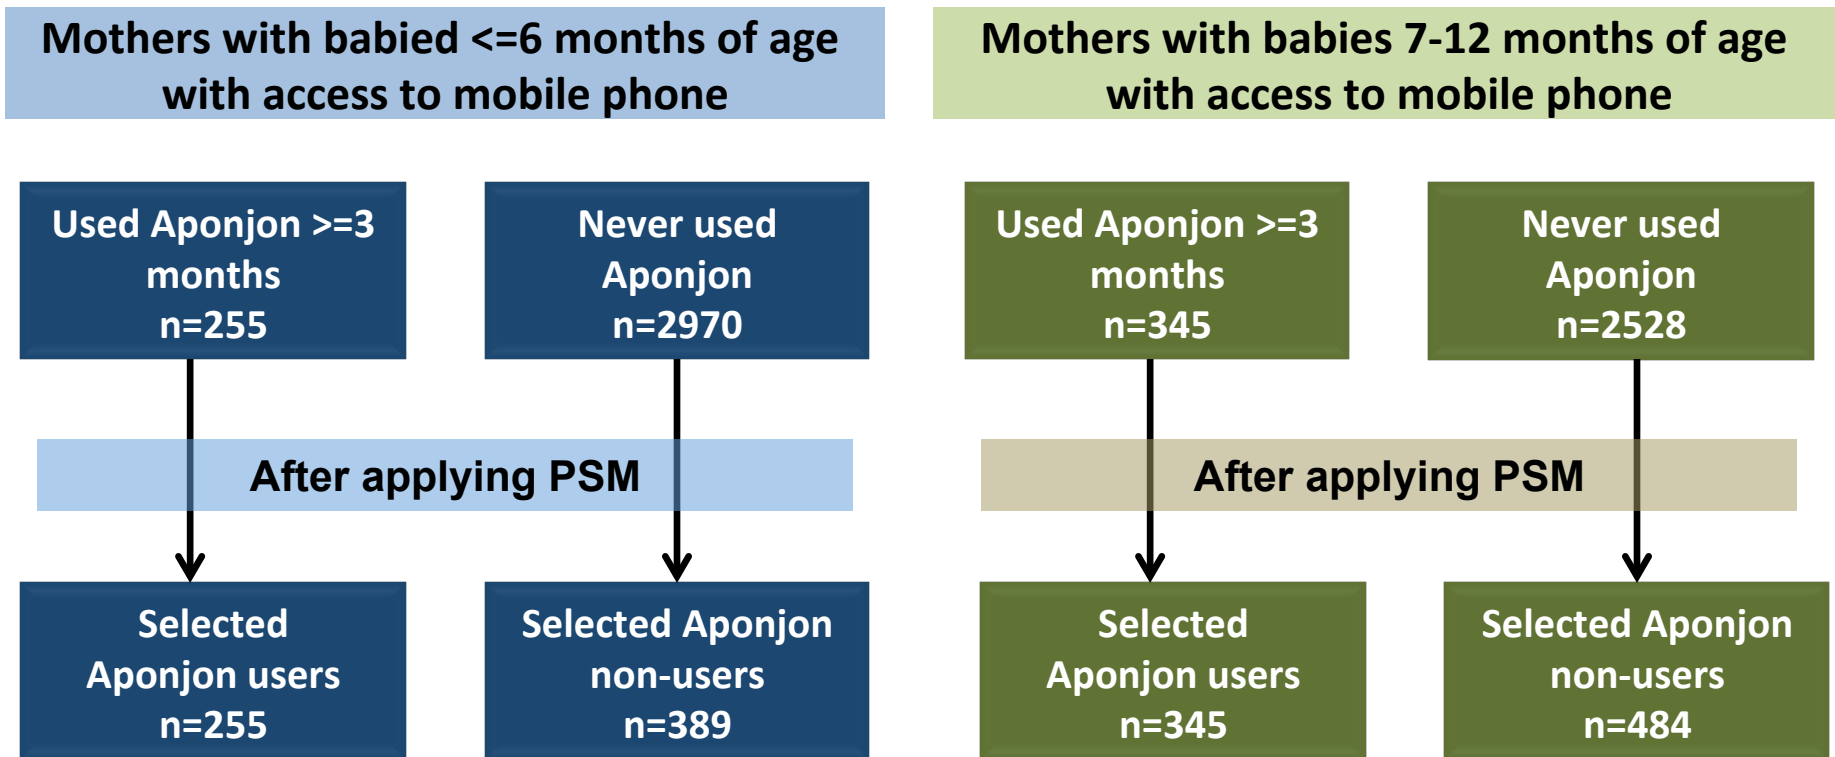 Mothers with babied <=6 months of age
with access to mobile phone
Used Aponjon >=3
months
n=255
Never used
Aponjon
n=2970
After applying PSM
Selected
Aponjon users
n=255
Selected Aponjon
non-users
n=389
Mothers with babies 7-12 months of age
with access to mobile phone
Used Aponjon >=3
months
n=345
Never used
Aponjon
n=2528
After applying PSM
Selected
Aponjon users
n=345
Selected Aponjon
non-users
n=484